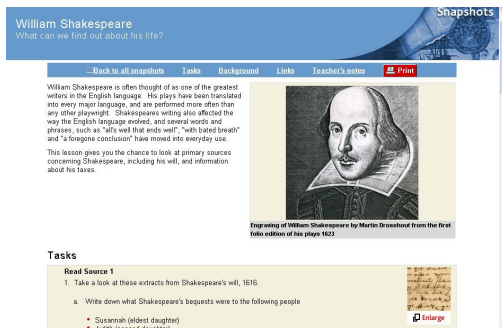 Snapshots
William Shakespeare
What can we find out about his life?
Back to all snapshots Tasks Background Links Teacher's notes Print
William Shakespeare is often thought of as one of the greatest
writers in the English language. His plays have been translated
into every major language, and are performed more often than
any other playwright. Shakespeares writing also affected the
way the English language evolved, and several words and
phrases, such as "all's well that ends well", "with bated breath"
and "a foregone conclusion" have moved into everyday use.
This lesson gives you the chance to look at primary sources
concerning Shakespeare, including his will, and information
about his taxes.
Engraving of William Shakespeare by Martin Droeshout from the first
folio edition of his plays 1623
Tasks
Read Source 1
1. Take a look at these extracts from Shakespeare's will, 1616.
a. Write down what Shakespeare's bequests were to the following people
Susannah (eldest daughter)
Enlarge